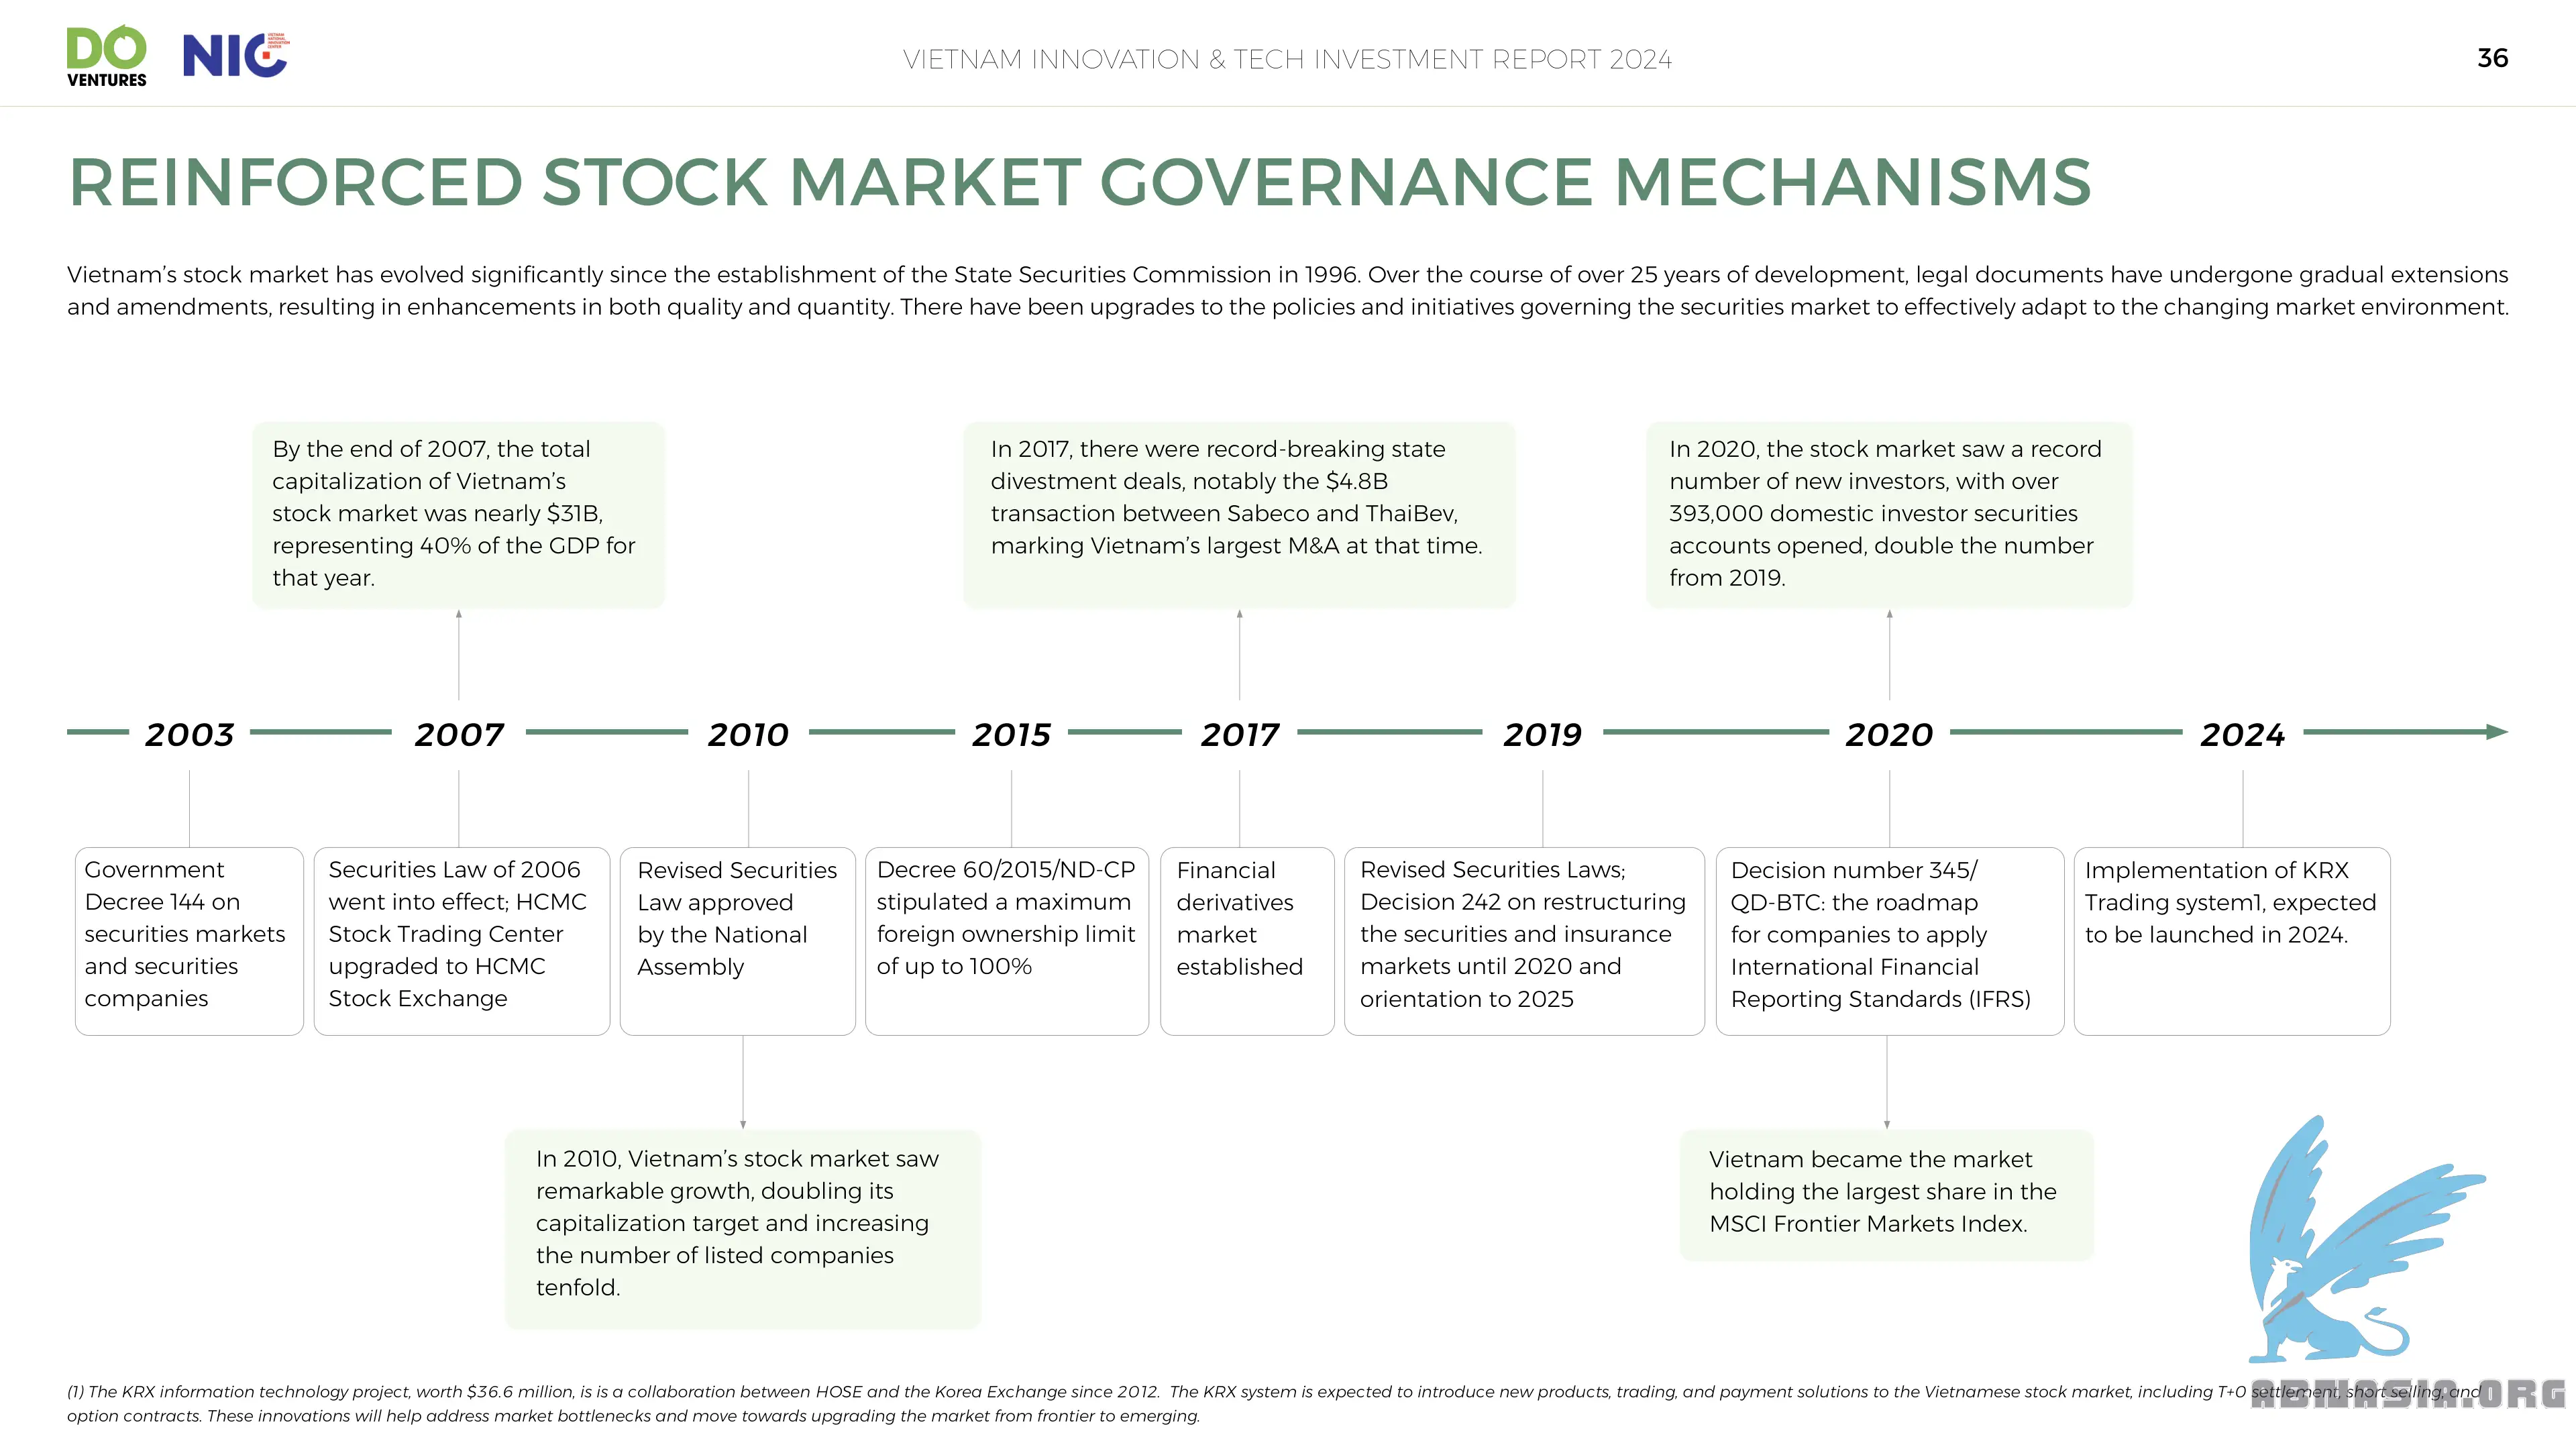 DO
VENTURES
NIC
VIETNAM
NATIONAL
INNOVATION
CENTER
VIETNAM INNOVATION & TECH INVESTMENT REPORT 2024
36
REINFORCED STOCK MARKET GOVERNANCE MECHANISMS
Vietnam's stock market has evolved significantly since the establishment of the State Securities Commission in 1996. Over the course of over 25 years of development, legal documents have undergone gradual extensions
and amendments, resulting in enhancements in both quality and quantity. There have been upgrades to the policies and initiatives governing the securities market to effectively adapt to the changing market environment.
By the end of 2007, the total
capitalization of Vietnam's
stock market was nearly $31B,
representing 40% of the GDP for
that year.
In 2017, there were record-breaking state
divestment deals, notably the $4.8B
transaction between Sabeco and ThaiBev,
marking Vietnam's largest M&A at that time.
In 2020, the stock market saw a record
number of new investors, with over
393,000 domestic investor securities
accounts opened, double the number
from 2019.
2003
2007
2010
2015
2017
2019
2020
2024
Government
Decree 144 on
securities markets
and securities
companies
Securities Law of 2006
went into effect; HCMC
Stock Trading Center
upgraded to HCMC
Stock Exchange
Revised Securities
Law approved
by the National
Assembly
Decree 60/2015/ND-CP
stipulated a maximum
foreign ownership limit
of up to 100%
Financial
derivatives
market
established
Revised Securities Laws;
Decision 242 on restructuring
the securities and insurance
markets until 2020 and
orientation to 2025
Decision number 345/
QD-BTC: the roadmap
for companies to apply
International Financial
Reporting Standards (IFRS)
Implementation of KRX
Trading system1, expected
to be launched in 2024.
In 2010, Vietnam's stock market saw
remarkable growth, doubling its
capitalization target and increasing
the number of listed companies
tenfold.
Vietnam became the market
holding the largest share in the
MSCI Frontier Markets Index.
(1) The KRX information technology project, worth $36.6 million, is is a collaboration between HOSE and the Korea Exchange since 2012. The KRX system is expected to introduce new products, trading, and payment solutions to the Vietnamese stock market, including T+0 settlement, short selling, and
option contracts. These innovations will help address market bottlenecks and move towards upgrading the market from frontier to emerging.
ABNASIA.ORG